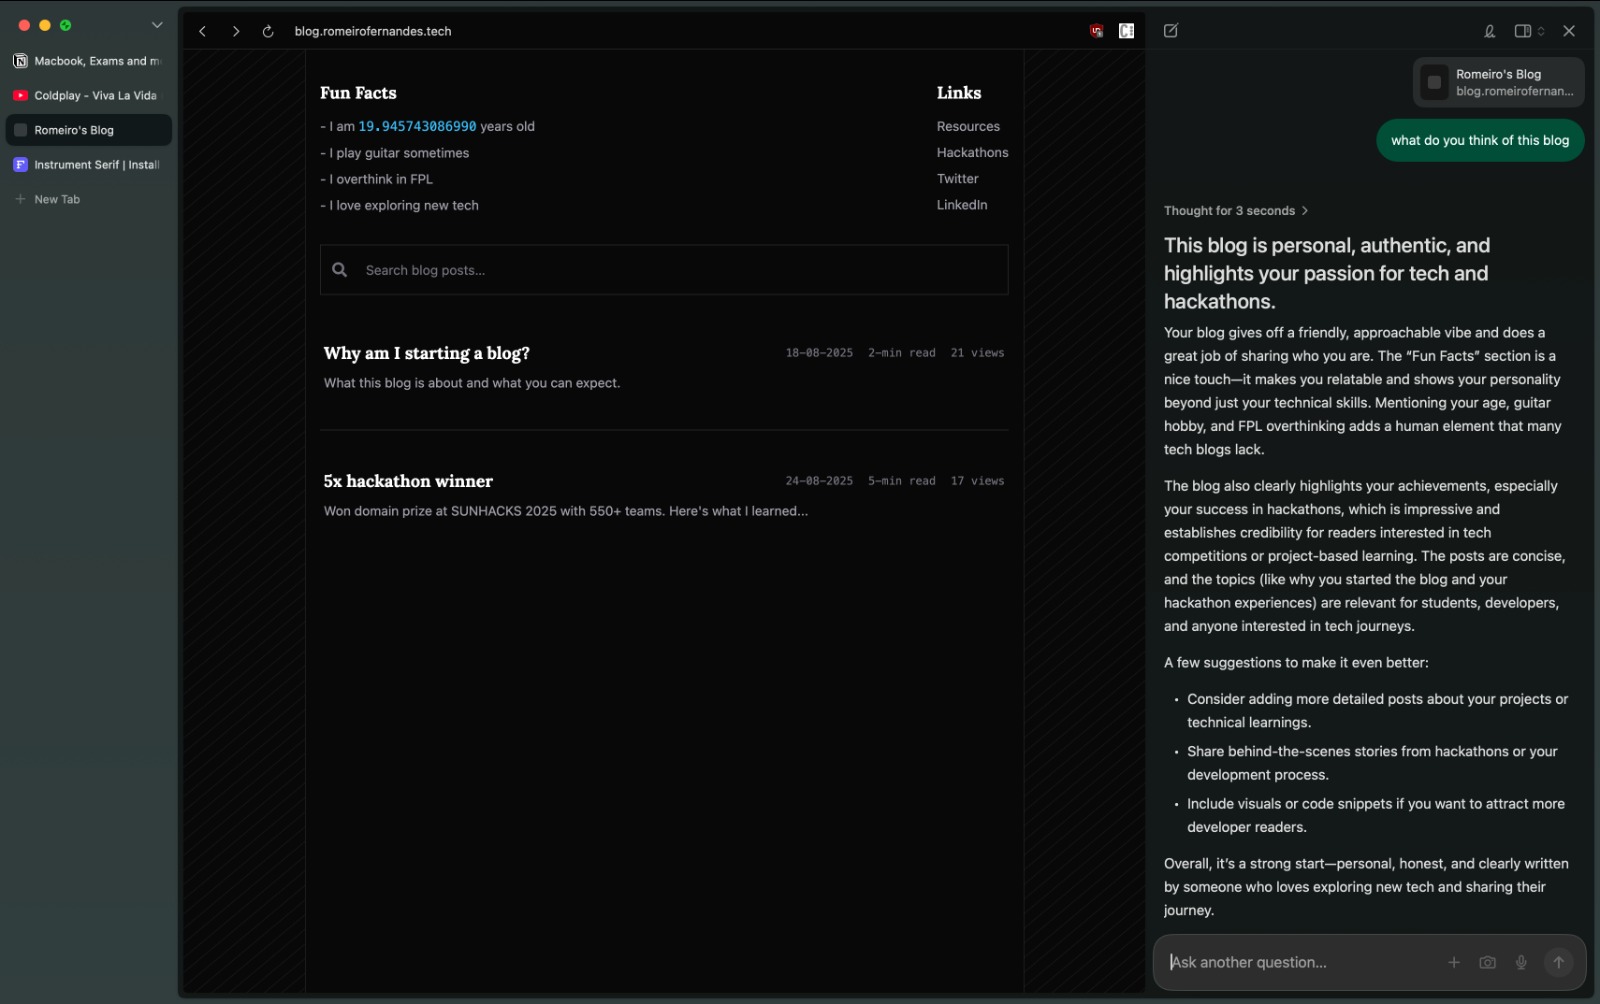 Macbook, Exams and m
Coldplay - Viva La Vida
Romeiro's Blog
Instrument Serif | Install
New Tab
blog.romeirofernandes.tech
Fun Facts
- I am 19.945743086990 years old
- I play guitar sometimes
- I overthink in FPL
- I love exploring new tech
Links
Resources
Hackathons
Twitter
LinkedIn
Search blog posts...
Why am I starting a blog?
18-08-2025 2-min read 21 views
What this blog is about and what you can expect.
5x hackathon winner
24-08-2025 5-min read 17 views
Won domain prize at SUNHACKS 2025 with 550+ teams. Here's what I learned...
Romeiro's Blog
blog.romeirofernan...
what do you think of this blog
Thought for 3 seconds
This blog is personal, authentic, and
highlights your passion for tech and
hackathons.
Your blog gives off a friendly, approachable vibe and does a
great job of sharing who you are. The “Fun Facts” section is a
nice touch—it makes you relatable and shows your personality
beyond just your technical skills. Mentioning your age, guitar
hobby, and FPL overthinking adds a human element that many
tech blogs lack.
The blog also clearly highlights your achievements, especially
your success in hackathons, which is impressive and
establishes credibility for readers interested in tech
competitions or project-based learning. The posts are concise,
and the topics (like why you started the blog and your
hackathon experiences) are relevant for students, developers,
and anyone interested in tech journeys.
A few suggestions to make it even better:
• Consider adding more detailed posts about your projects or
technical learnings.
• Share behind-the-scenes stories from hackathons or your
development process.
• Include visuals or code snippets if you want to attract more
developer readers.
Overall, it’s a strong start—personal, honest, and clearly written
by someone who loves exploring new tech and sharing their
journey.
Ask another question...